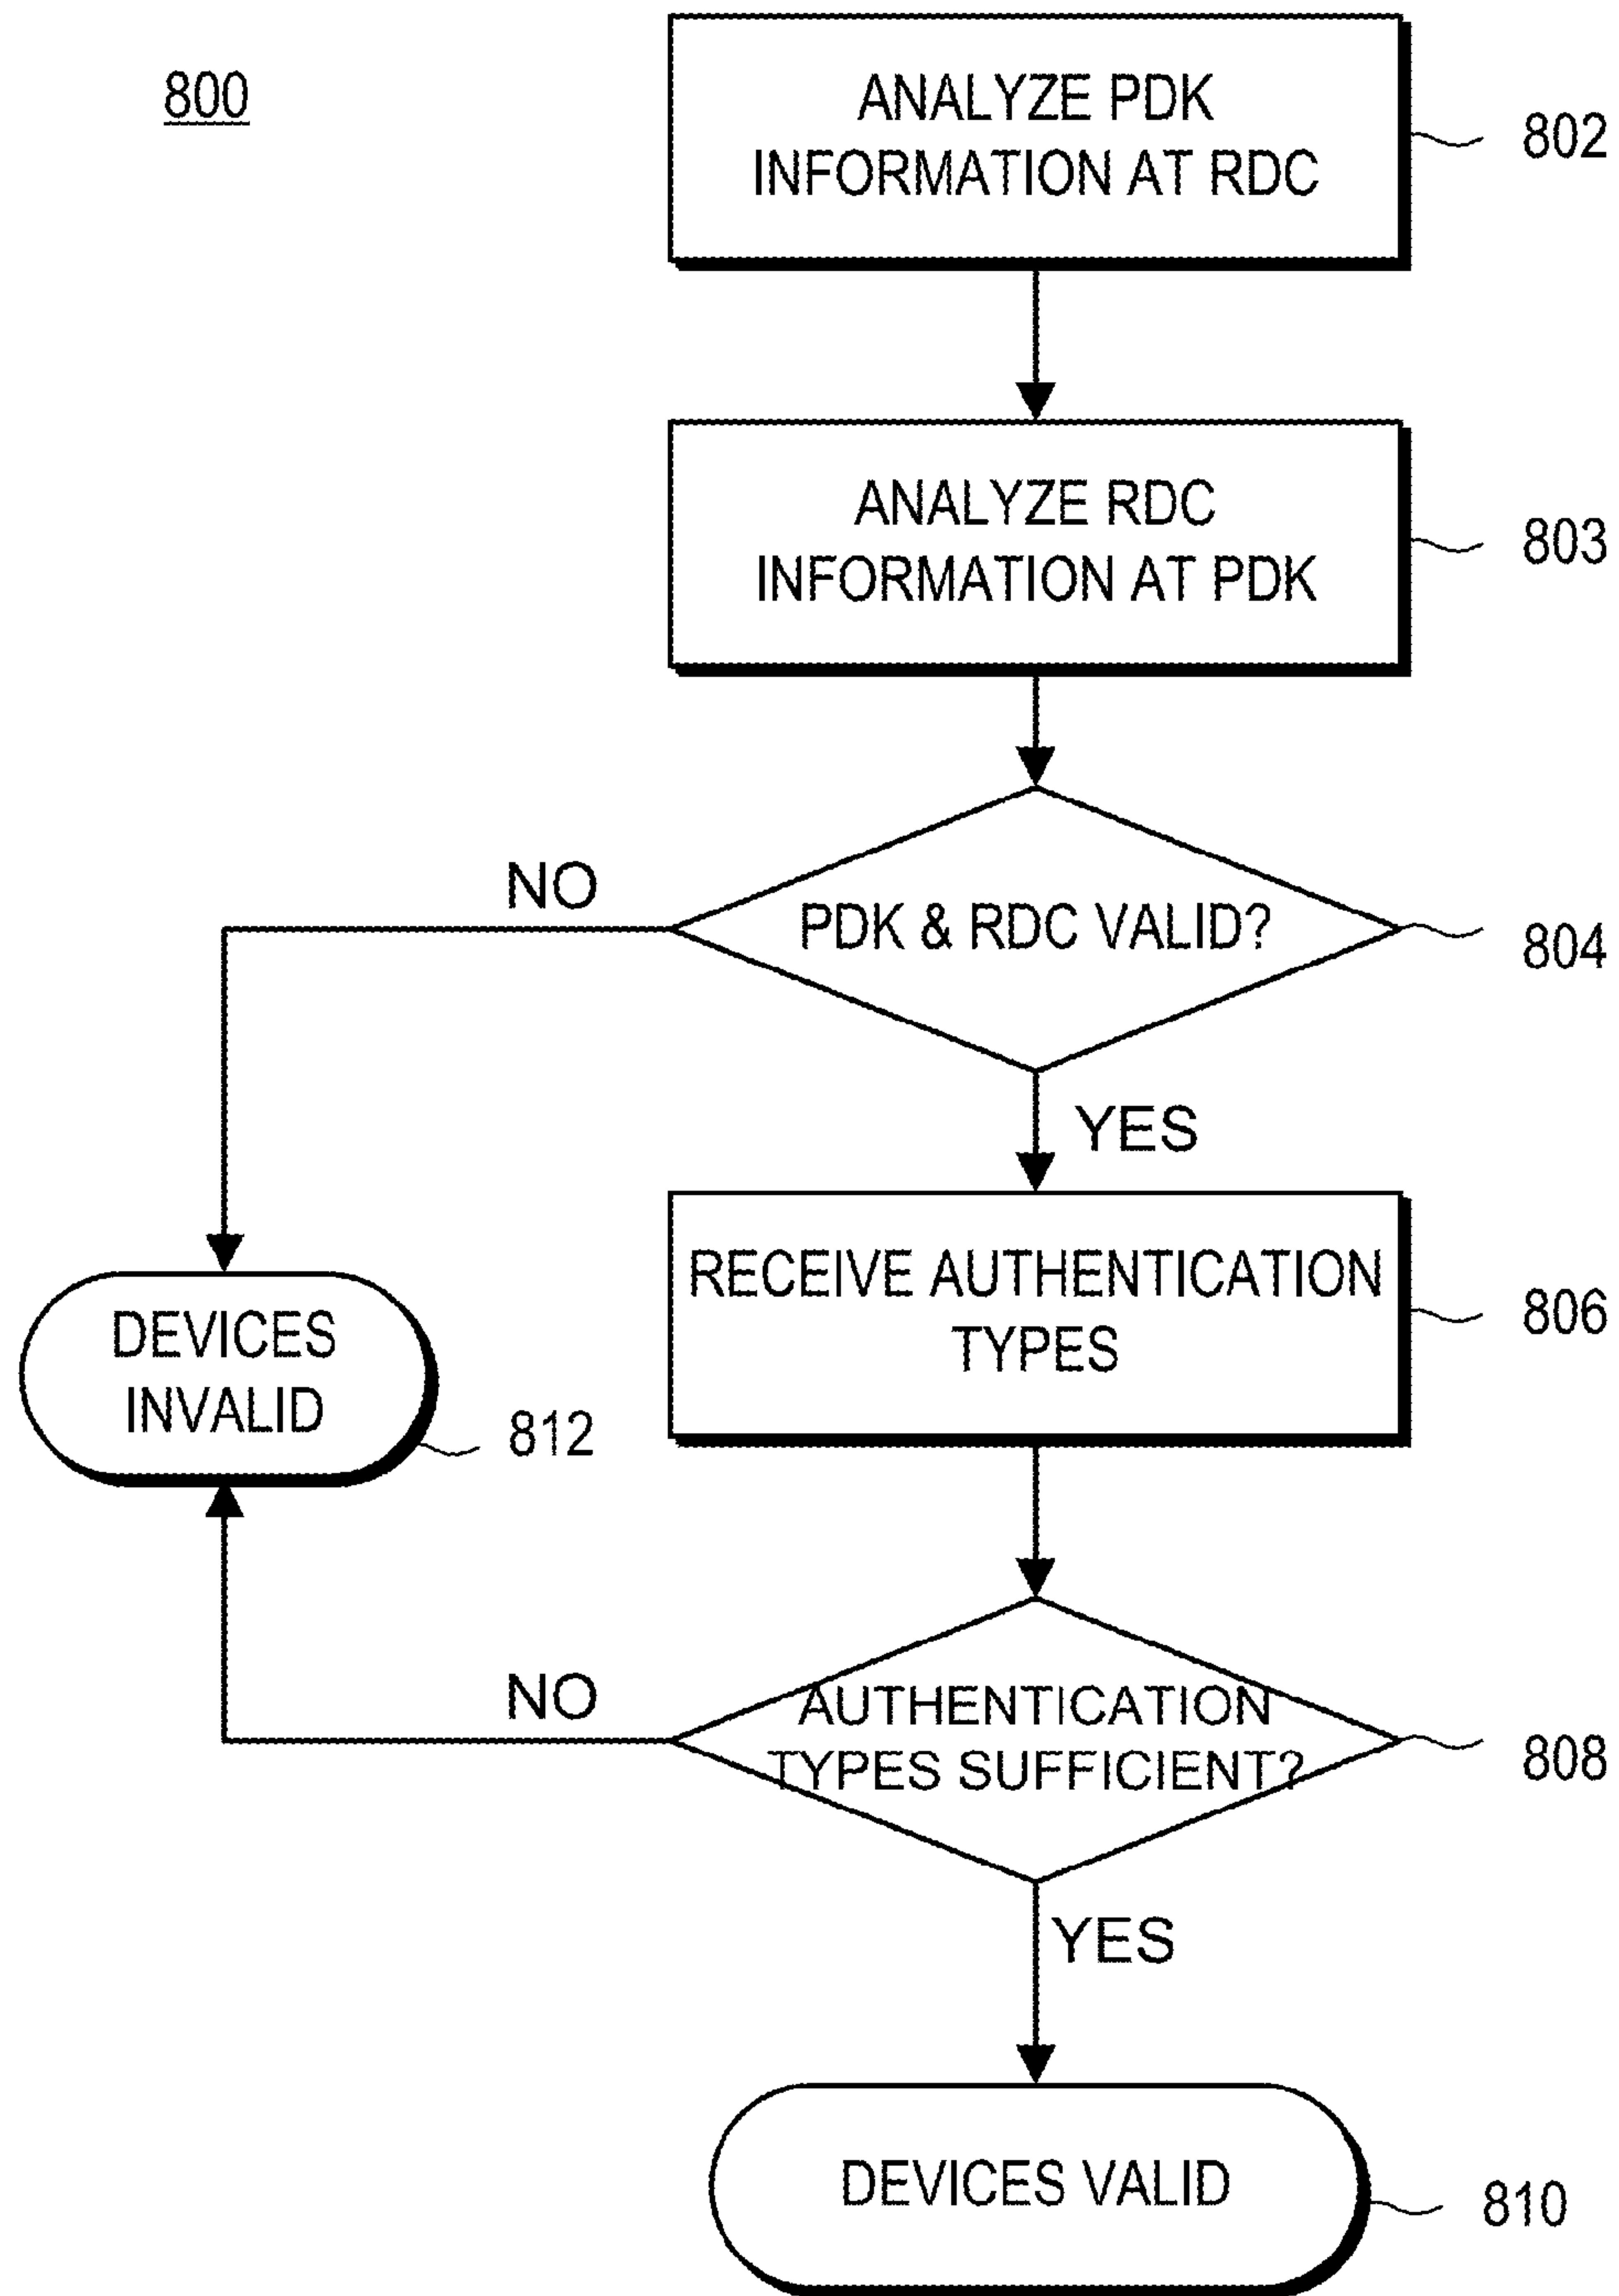 800
ANALYZE PDK
INFORMATION AT RDC
802
ANALYZE RDC
INFORMATION AT PDK
803
NO
PDK & RDC VALID?
804
YES
RECEIVE AUTHENTICATION
TYPES
806
DEVICES
INVALID
812
NO
AUTHENTICATION
TYPES SUFFICIENT?
808
YES
DEVICES VALID
810